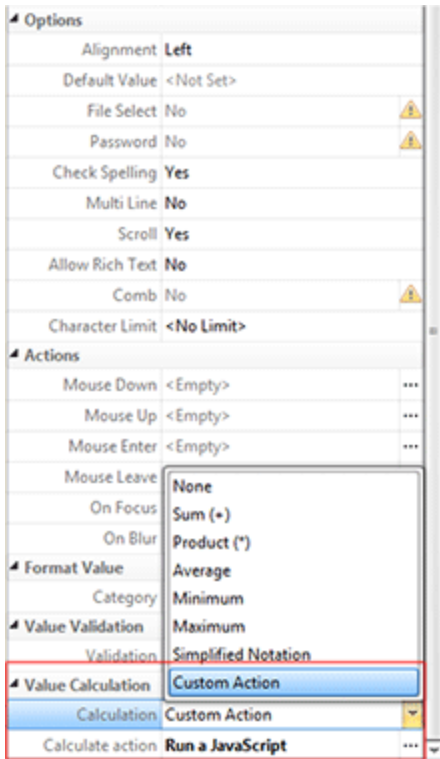 Options
Alignment Left
Default Value <Not Set>
File Select No
Password No
Check Spelling Yes
Multi Line No
Scroll Yes
Allow Rich Text No
Comb No
Character Limit <No Limit>
Actions
Mouse Down <Empty> ...
Mouse Up <Empty> ...
Mouse Enter <Empty> ...
Mouse Leave
None
On Focus
Sum (+)
On Blur
Product (*)
Format Value
Average
Category
Minimum
Value Validation
Maximum
Validation
Simplified Notation
Value Calculation
Custom Action
Calculation Custom Action
Calculate action Run a JavaScript ...